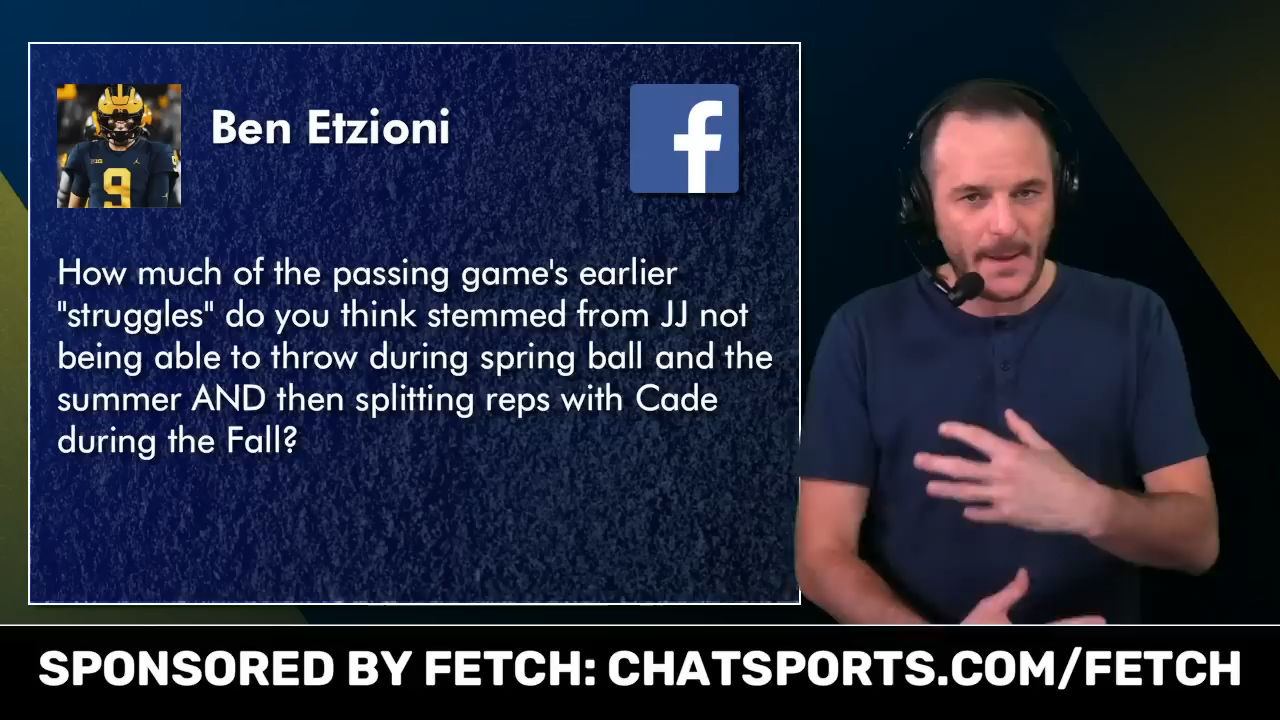 Ben Etzioni
f
9
How much of the passing game's earlier
"struggles" do you think stemmed from JJ not
being able to throw during spring ball and the
summer AND then splitting reps with Cade
during the Fall?
SPONSORED BY FETCH: CHATSPORTS.COM/FETCH